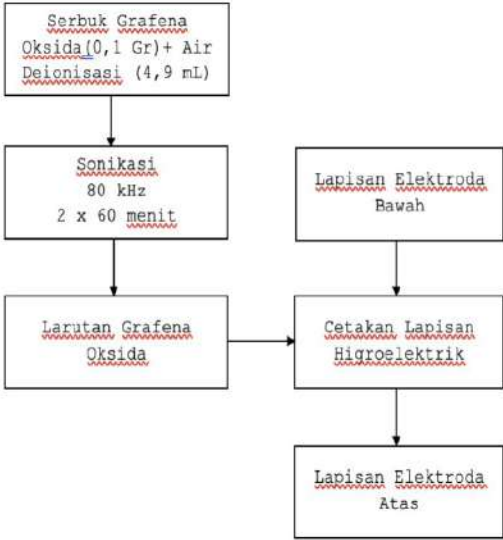 Serbuk Grafena
Oksida(0,1 Gr)+ Air
Deionisasi (4,9 mL)
Sonikasi
80 kHz
2 x 60 menit
Lapisan Elektroda
Bawah
Larutan Grafena
Oksida
Cetakan Lapisan
Higroelektrik
Lapisan Elektroda
Atas